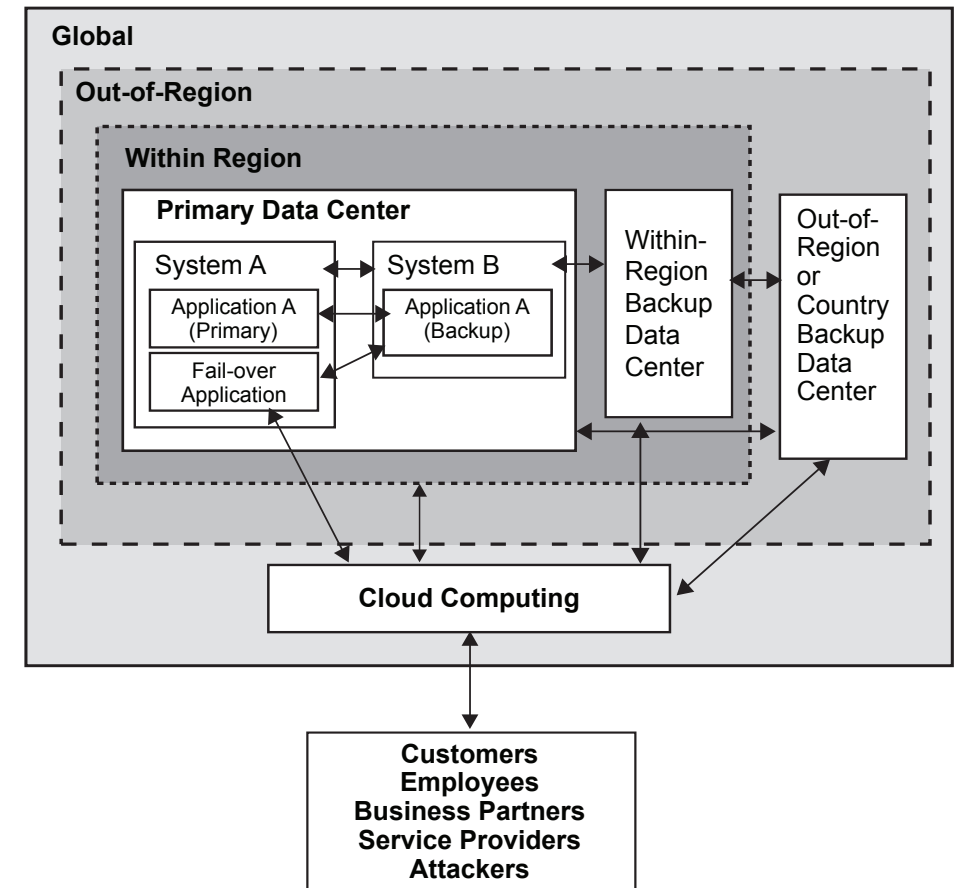 Global
Out-of-Region
Within Region
Primary Data Center
System A
Application A
(Primary)
Fail-over
Application
System B
Application A
(Backup)
Within-
Region
Backup
Data
Center
Out-of-
Region
or
Country
Backup
Data
Center
Cloud Computing
Customers
Employees
Business Partners
Service Providers
Attackers